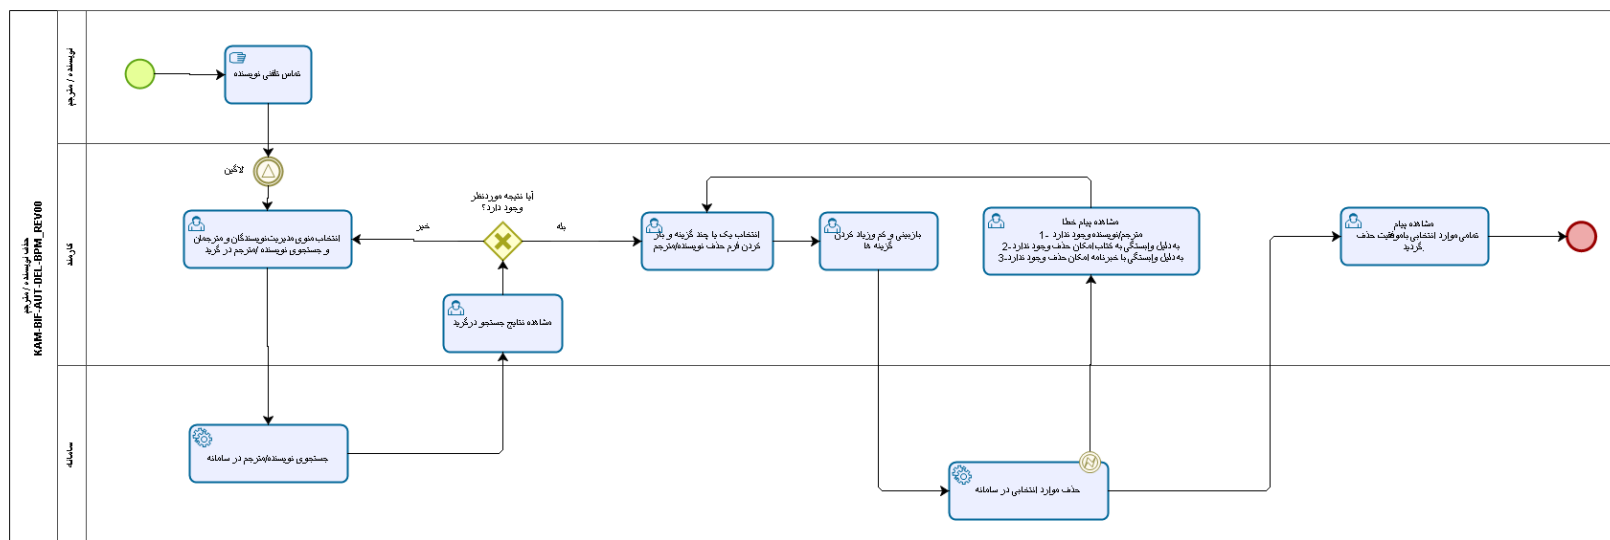 حذف نویسنده / مترجم
KAM-BIF-AUT-DEL-BPM_REV00
نویسنده / مترجم
تماس تلفنی نویسنده
کارمند
لاگین
انتخاب منوی مدیریت نویسندگان و مترجمان
و جستجوی نویسنده /مترجم در گرید
آیا نتیجه موردنظر
وجود دارد؟
خیر
بله
مشاهده نتایج جستجو درگرید
انتخاب یک یا چند گزینه و باز
کردن فرم حذف نویسنده/مترجم
بازبینی و کم وزیاد کردن
گزینه ها
مشاهده پیام خطا
1- مترجم/نویسنده وجود ندارد
2-به دلیل وابستگی به کتاب امکان حذف وجود ندارد
3-به دلیل وابستگی با خبرنامه امکان حذف وجود ندارد
مشاهده پیام
تمامی موارد انتخابی باموفقیت حذف
گردید.
سامانه
جستجوی نویسنده/مترجم در سامانه
حذف موارد انتخابی در سامانه